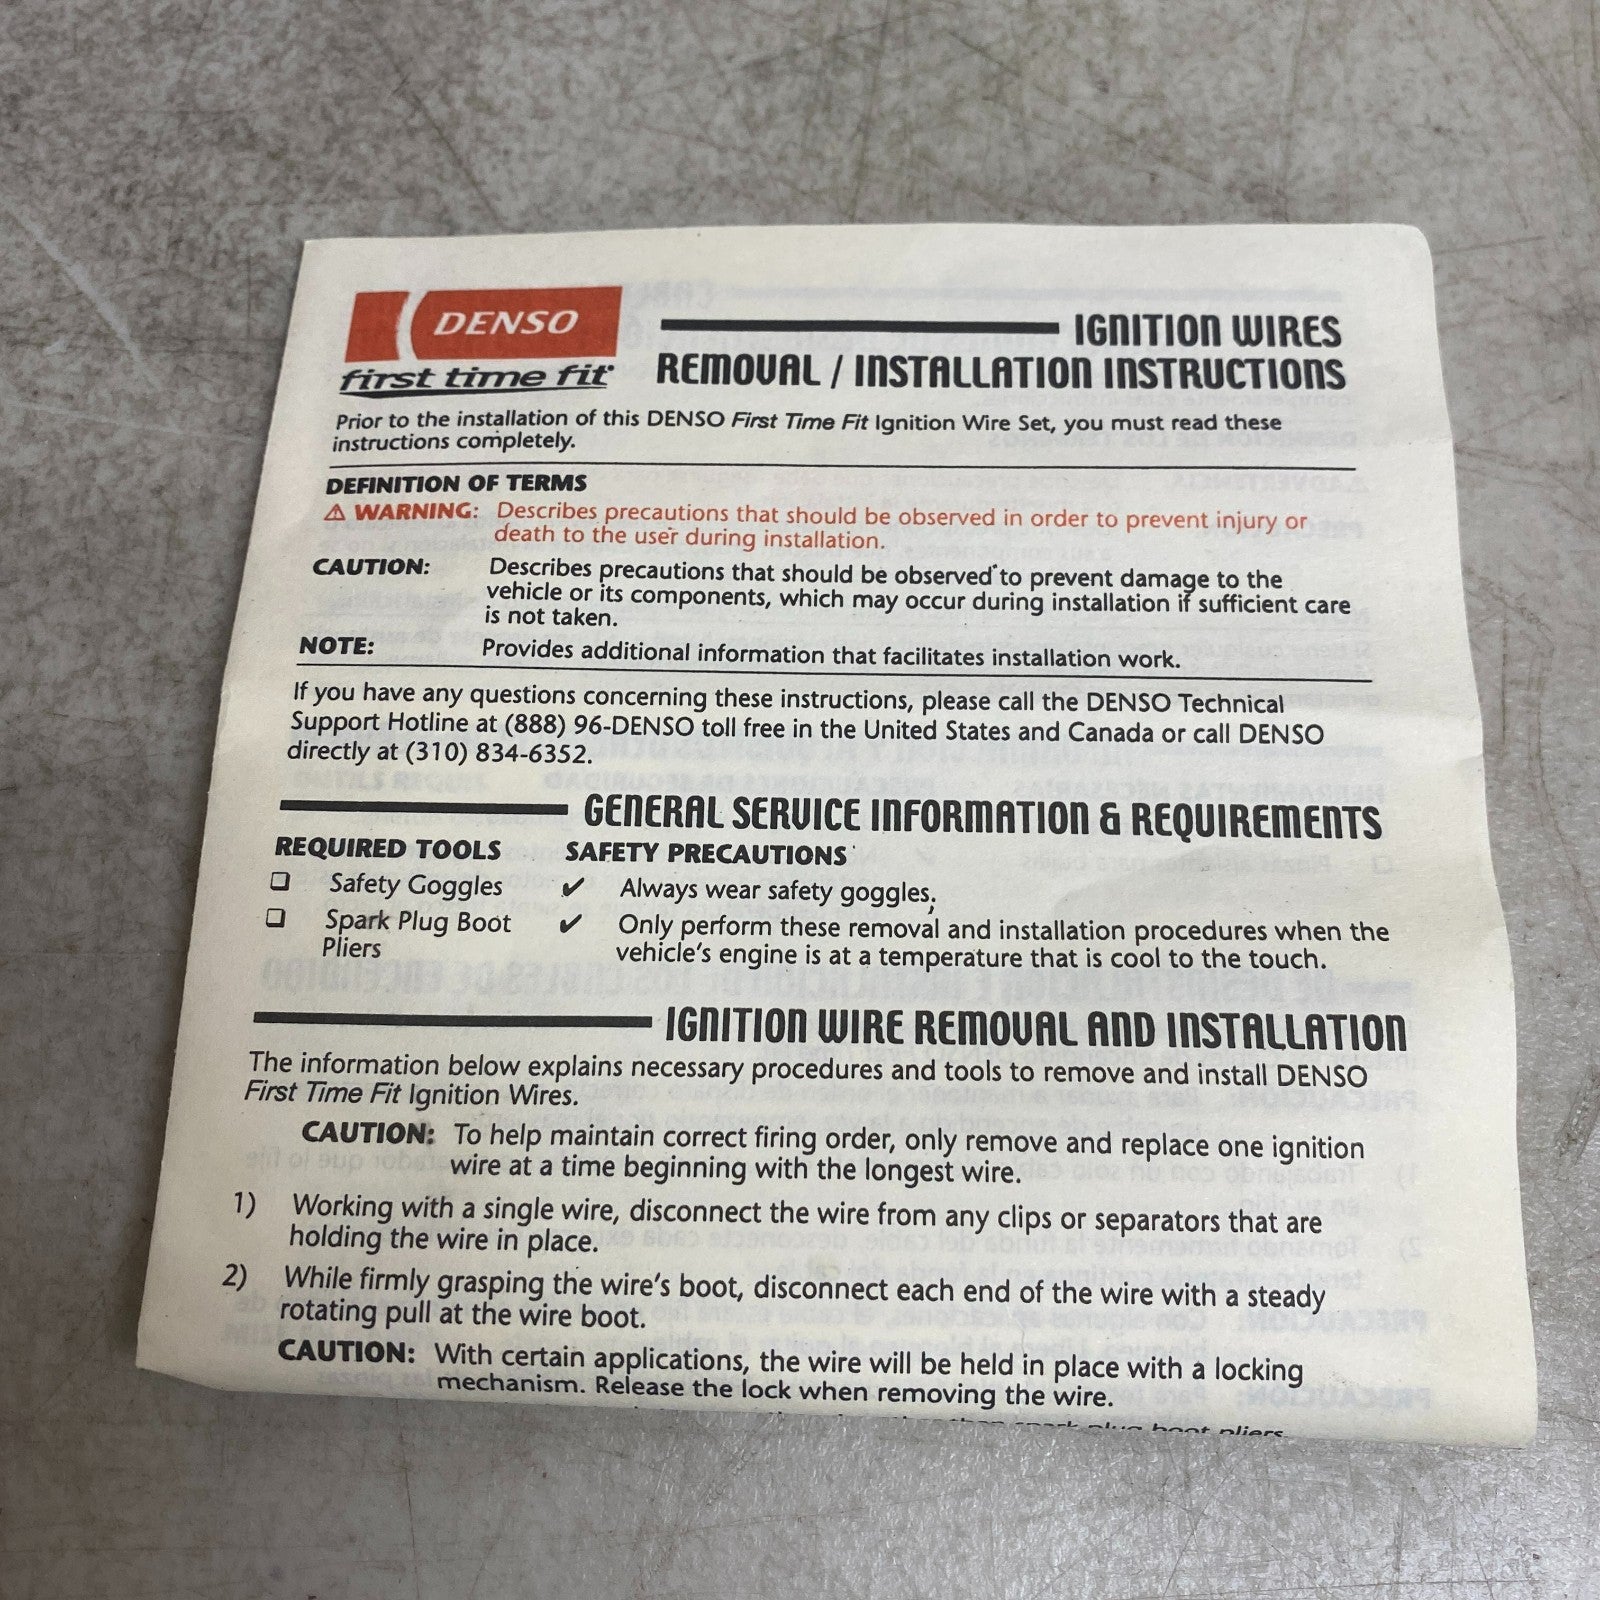 DENSO
first time fit®
IGNITION WIRES
REMOVAL / INSTALLATION INSTRUCTIONS
Prior to the installation of this DENSO First Time Fit Ignition Wire Set, you must read these
instructions completely.
DEFINITION OF TERMS
⚠ WARNING: Describes precautions that should be observed in order to prevent injury or
death to the user during installation.
CAUTION: Describes precautions that should be observed to prevent damage to the
vehicle or its components, which may occur during installation if sufficient care
is not taken.
NOTE: Provides additional information that facilitates installation work.
If you have any questions concerning these instructions, please call the DENSO Technical
Support Hotline at (888) 96-DENSO toll free in the United States and Canada or call DENSO
directly at (310) 834-6352.
GENERAL SERVICE INFORMATION & REQUIREMENTS
REQUIRED TOOLS SAFETY PRECAUTIONS
❏ Safety Goggles ✔ Always wear safety goggles.
❏ Spark Plug Boot ✔ Only perform these removal and installation procedures when the
Pliers vehicle's engine is at a temperature that is cool to the touch.
IGNITION WIRE REMOVAL AND INSTALLATION
The information below explains necessary procedures and tools to remove and install DENSO
First Time Fit Ignition Wires.
CAUTION: To help maintain correct firing order, only remove and replace one ignition
wire at a time beginning with the longest wire.
1) Working with a single wire, disconnect the wire from any clips or separators that are
holding the wire in place.
2) While firmly grasping the wire's boot, disconnect each end of the wire with a steady
rotating pull at the wire boot.
CAUTION: With certain applications, the wire will be held in place with a locking
mechanism. Release the lock when removing the wire.
than spark plug boot pliers